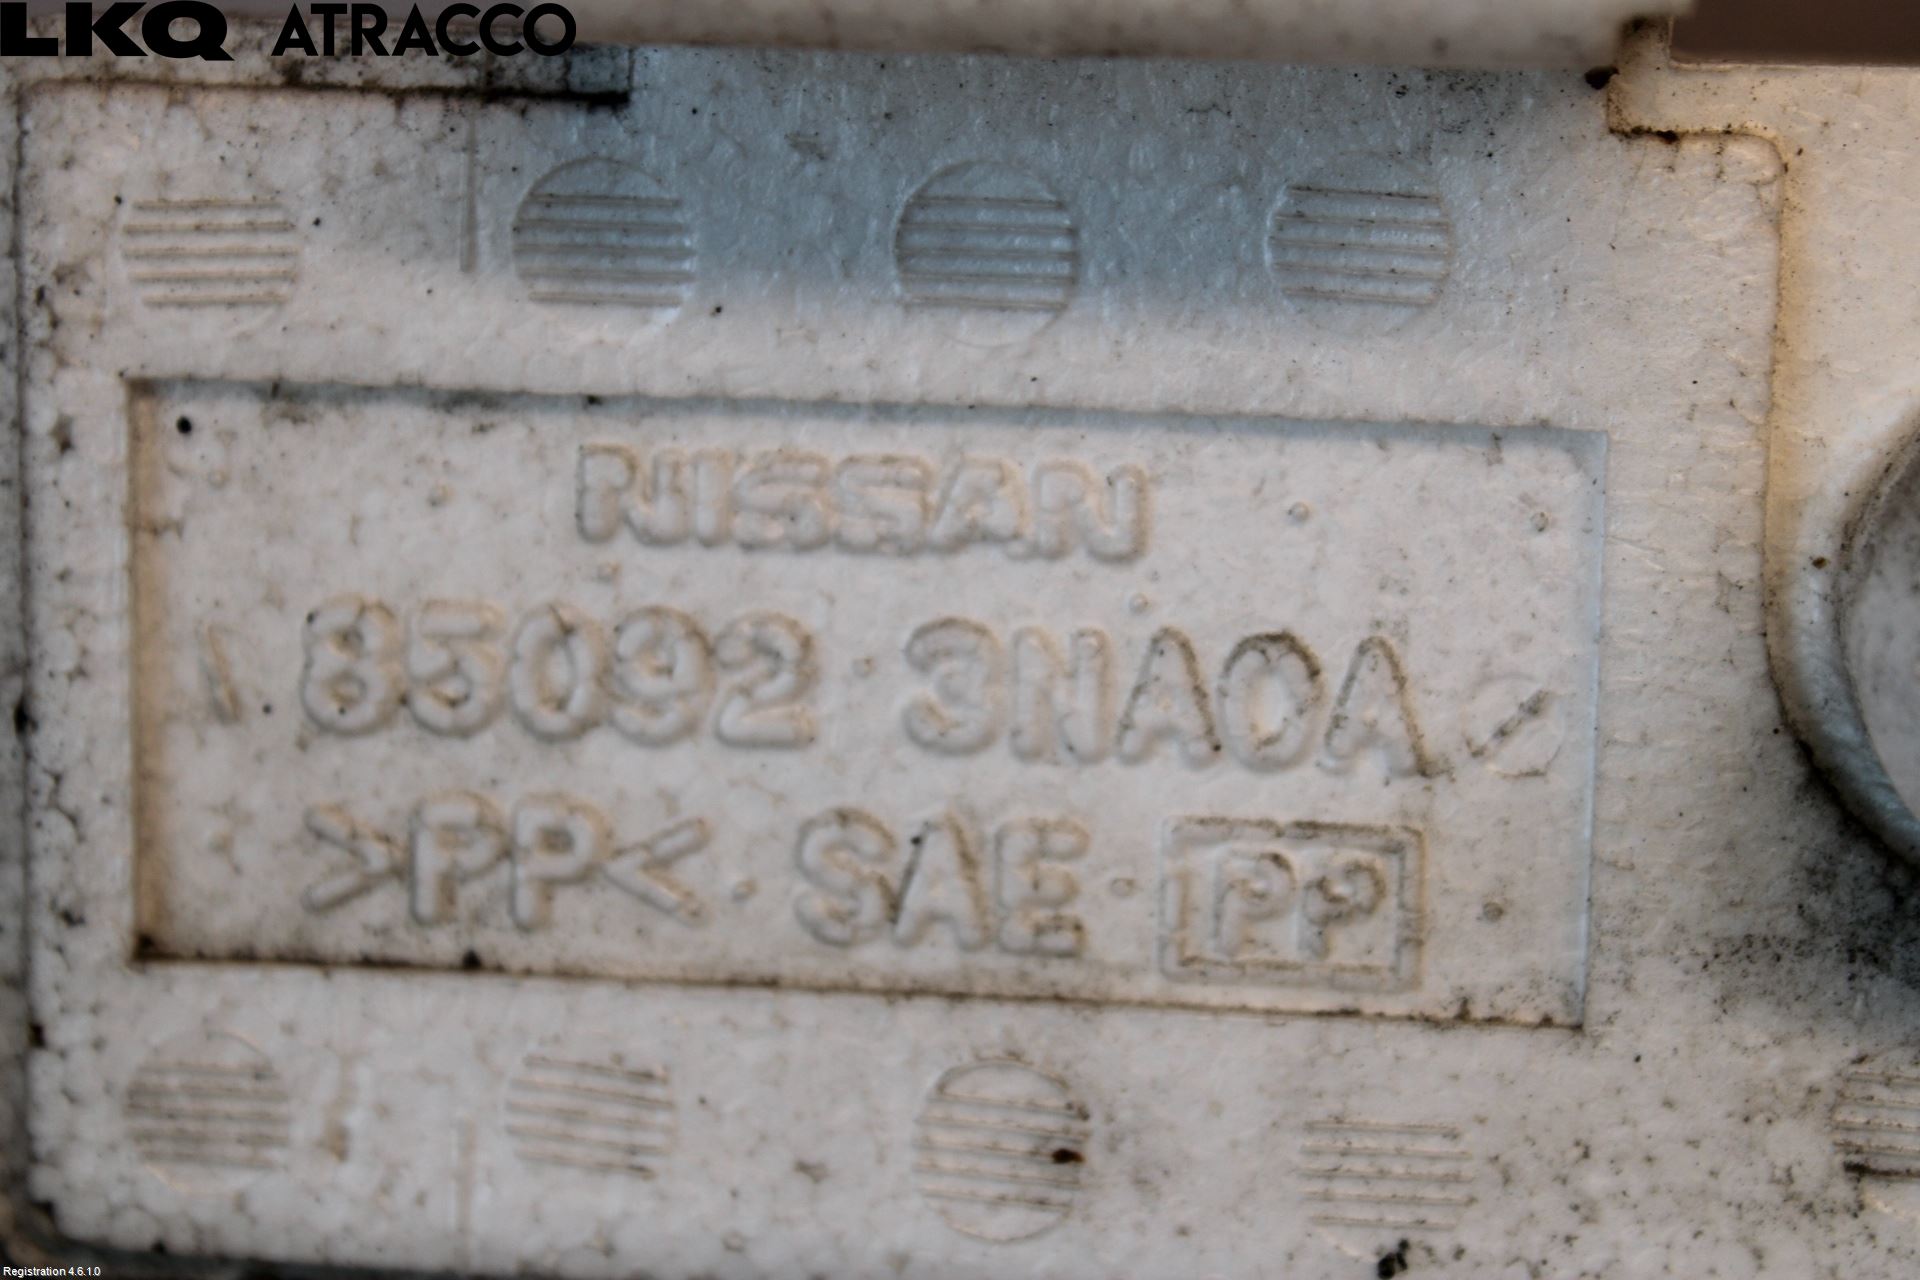 LKQ ATRACCO
NISSAN
85092 3NA0A
>PP< · SAE · PP
Registration 4.6.1.0